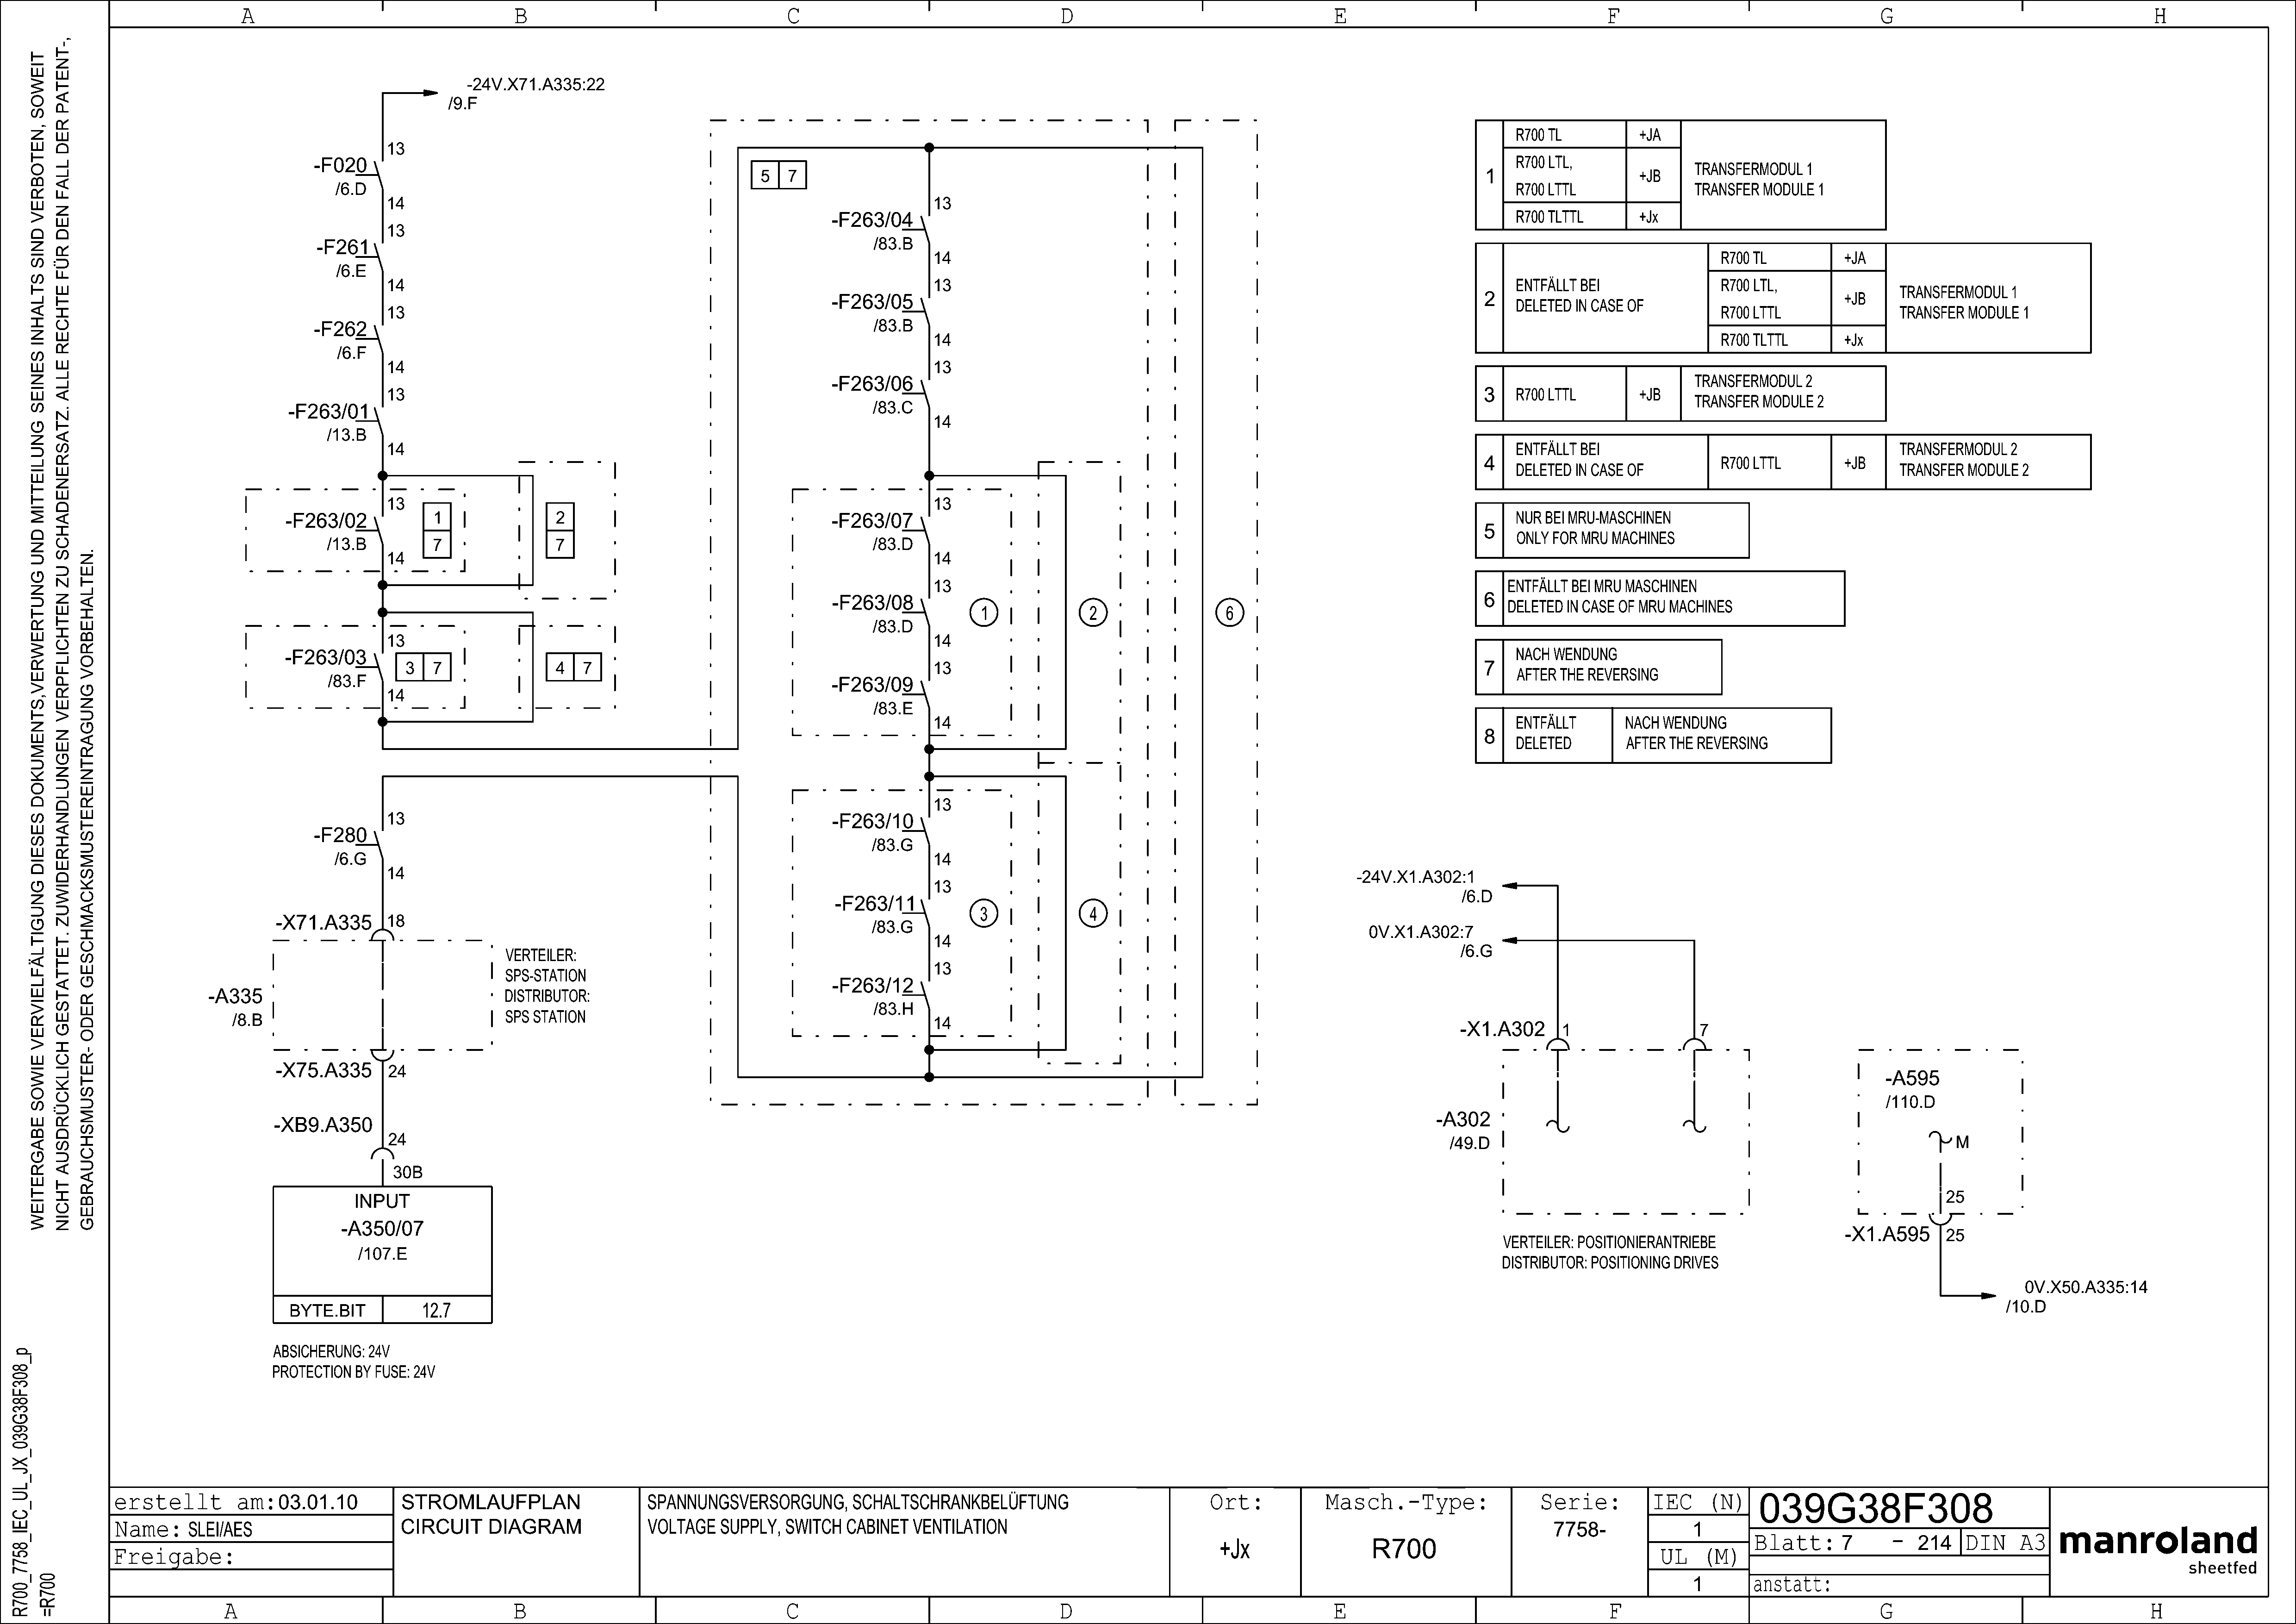 A B C D E F G H
WEITERGABE SOWIE VERVIELFÄLTIGUNG DIESES DOKUMENTS,VERWERTUNG UND MITTEILUNG SEINES INHALTS SIND VERBOTEN, SOWEIT
NICHT AUSDRÜCKLICH GESTATTET. ZUWIDERHANDLUNGEN VERPFLICHTEN ZU SCHADENERSATZ. ALLE RECHTE FÜR DEN FALL DER PATENT-,
GEBRAUCHSMUSTER- ODER GESCHMACKSMUSTEREINTRAGUNG VORBEHALTEN.
R700_7758_IEC_UL_JX_039G38F308_p
=R700
-24V.X71.A335:22
/9.F
13
-F020
/6.D
14
13
-F261
/6.E
14
13
-F262
/6.F
14
13
-F263/01
/13.B
14
13
-F263/02
/13.B
14
1
7
2
7
13
-F263/03
/83.F
14
3 7
4 7
13
-F280
/6.G
14
-X71.A335 18
VERTEILER:
SPS-STATION
DISTRIBUTOR:
SPS STATION
-A335
/8.B
-X75.A335 24
-XB9.A350
24
30B
INPUT
-A350/07
/107.E
BYTE.BIT 12.7
ABSICHERUNG: 24V
PROTECTION BY FUSE: 24V
5 7
13
-F263/04
/83.B
14
13
-F263/05
/83.B
14
13
-F263/06
/83.C
14
13
-F263/07
/83.D
14
13
-F263/08
/83.D
14
13
-F263/09
/83.E
14
1
2
6
13
-F263/10
/83.G
14
13
-F263/11
/83.G
14
13
-F263/12
/83.H
14
3
4
1
R700 TL +JA
R700 LTL,
R700 LTTL
+JB
R700 TLTTL +Jx
TRANSFERMODUL 1
TRANSFER MODULE 1
2
ENTFÄLLT BEI
DELETED IN CASE OF
R700 TL +JA
R700 LTL,
R700 LTTL
+JB
R700 TLTTL +Jx
TRANSFERMODUL 1
TRANSFER MODULE 1
3
R700 LTTL +JB
TRANSFERMODUL 2
TRANSFER MODULE 2
4
ENTFÄLLT BEI
DELETED IN CASE OF
R700 LTTL +JB
TRANSFERMODUL 2
TRANSFER MODULE 2
5
NUR BEI MRU-MASCHINEN
ONLY FOR MRU MACHINES
6
ENTFÄLLT BEI MRU MASCHINEN
DELETED IN CASE OF MRU MACHINES
7
NACH WENDUNG
AFTER THE REVERSING
8
ENTFÄLLT
DELETED
NACH WENDUNG
AFTER THE REVERSING
-24V.X1.A302:1
/6.D
0V.X1.A302:7
/6.G
-X1.A302 1 7
-A302
/49.D
VERTEILER: POSITIONIERANTRIEBE
DISTRIBUTOR: POSITIONING DRIVES
-A595
/110.D
M
25
-X1.A595 25
0V.X50.A335:14
/10.D
erstellt am: 03.01.10
Name: SLEI/AES
Freigabe:
STROMLAUFPLAN
CIRCUIT DIAGRAM
SPANNUNGSVERSORGUNG, SCHALTSCHRANKBELÜFTUNG
VOLTAGE SUPPLY, SWITCH CABINET VENTILATION
Ort:
+Jx
Masch.-Type:
R700
Serie:
7758-
IEC (N)
1
UL (M)
1
039G38F308
Blatt: 7 - 214 DIN A3
anstatt:
manroland
sheetfed
A B C D E F G H